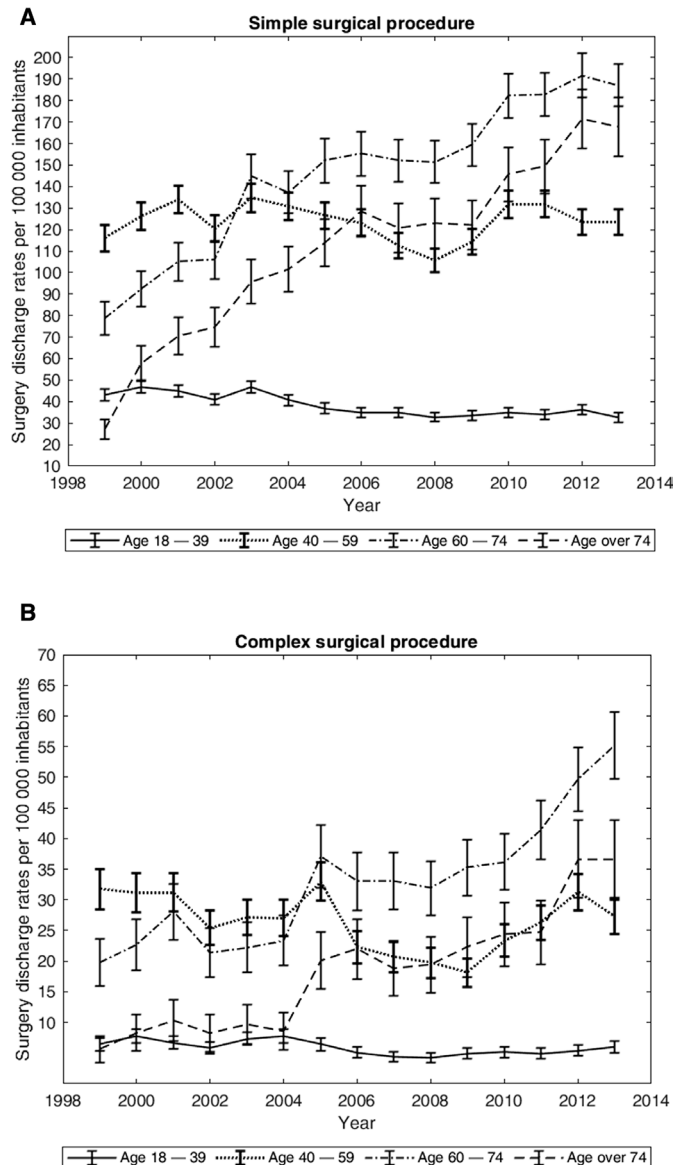 A
Simple surgical procedure
Surgery discharge rates per 100 000 inhabitants
200
190
180
170
160
150
140
130
120
110
100
90
80
70
60
50
40
30
20
10
1998 2000 2002 2004 2006 2008 2010 2012 2014
Year
Age 18 — 39 Age 40 — 59 Age 60 — 74 Age over 74
B
Complex surgical procedure
Surgery discharge rates per 100 000 inhabitants
70
65
60
55
50
45
40
35
30
25
20
10
1998 2000 2002 2004 2006 2008 2010 2012 2014
Year
Age 18 — 39 Age 40 — 59 Age 60 — 74 Age over 74